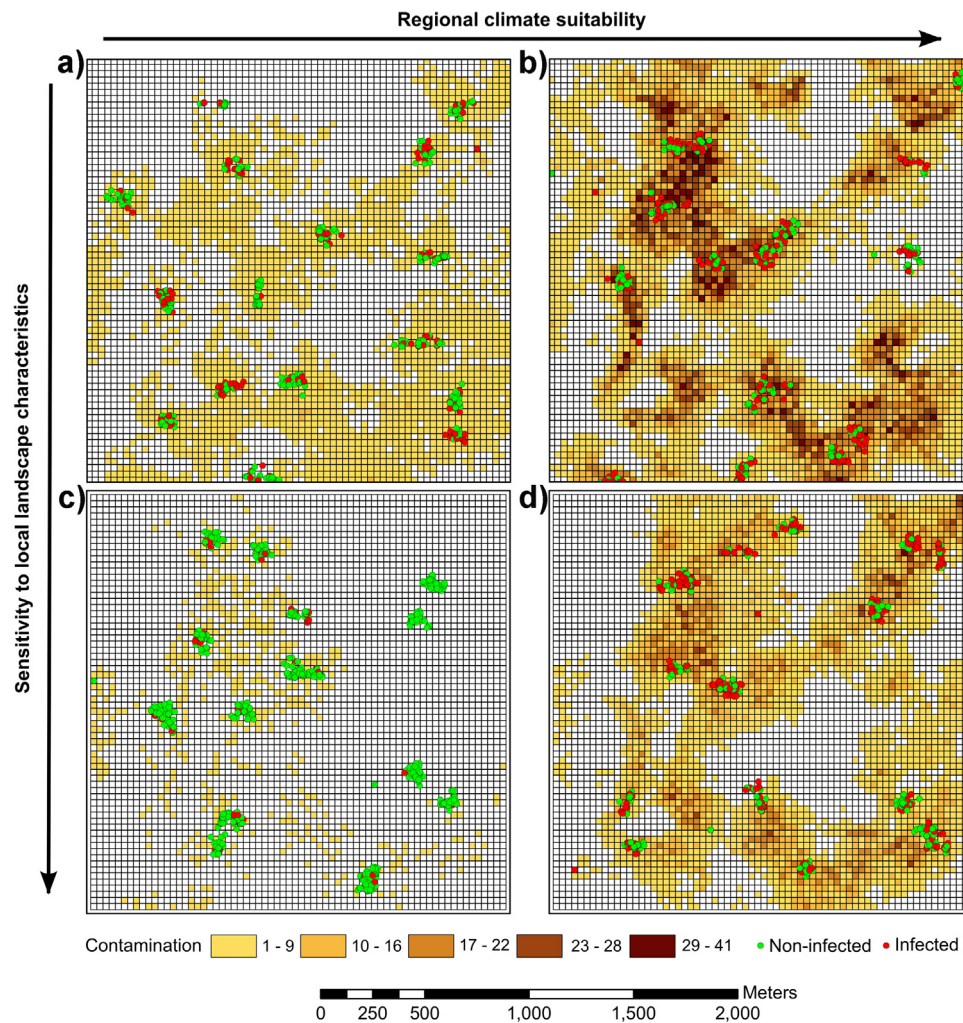 Regional climate suitability
a)
b)
Sensitivity to local landscape characteristics
c)
d)
Contamination 1 - 9 10 - 16 17 - 22 23 - 28 29 - 41 Non-infected Infected
Meters
0 250 500 1,000 1,500 2,000